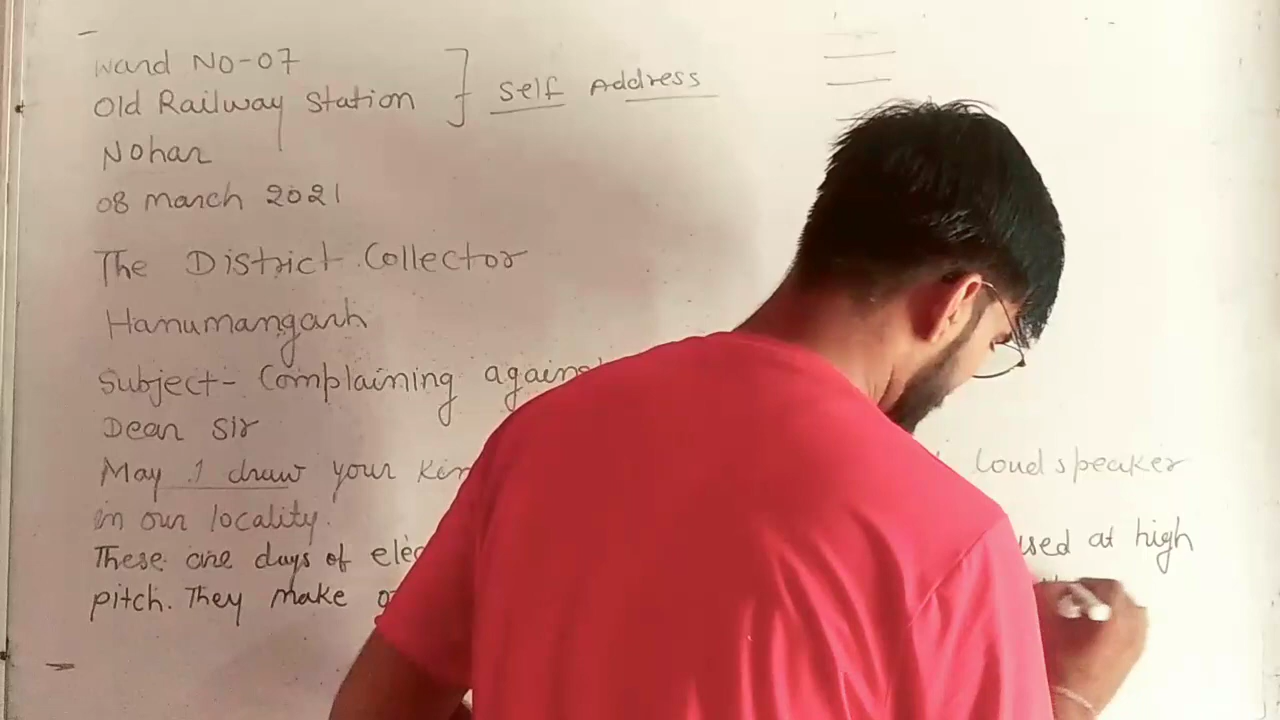 Ward No-07
Old Railway Station } Self Address
Nohar
08 March 2021
The District Collector
Hanumangarh
Subject- Complaining agains
Dear Sir
May I draw your kin loudspeaker
in our locality.
These are days of elec used at high
pitch. They make